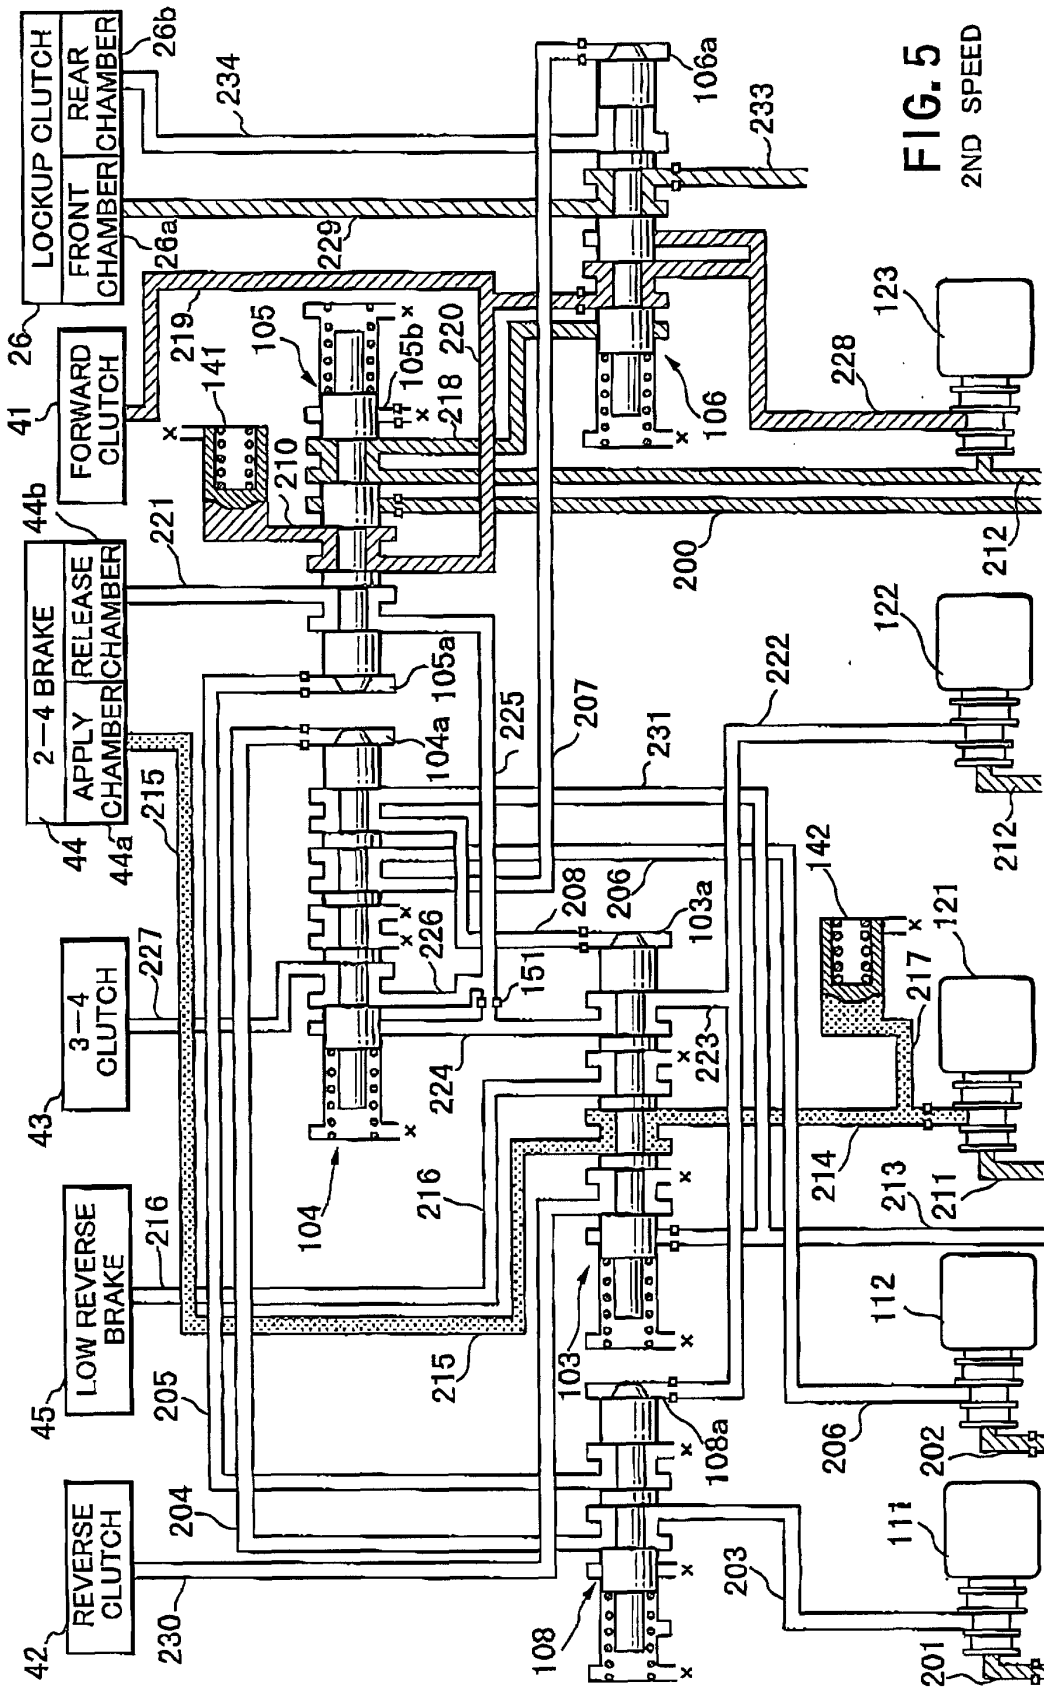 FIG. 5
2ND SPEED
42
REVERSE
CLUTCH
45
LOW REVERSE
BRAKE
43
3-4
CLUTCH
44
2-4 BRAKE
APPLY
CHAMBER
RELEASE
CHAMBER
44a
44b
41
FORWARD
CLUTCH
26
LOCKUP CLUTCH
FRONT
CHAMBER
REAR
CHAMBER
26a
26b
230
204
205
216
227
215
221
141
210
219
229
234
105
105b
×
×
×
218
220
104
×
×
×
104a
105a
106a
215
216
224
226
151
225
208
207
206
231
106
×
233
108
×
×
×
108a
103
×
×
×
103a
223
222
200
228
203
206
213
214
217
142
×
201
111
202
112
211
121
212
122
212
123